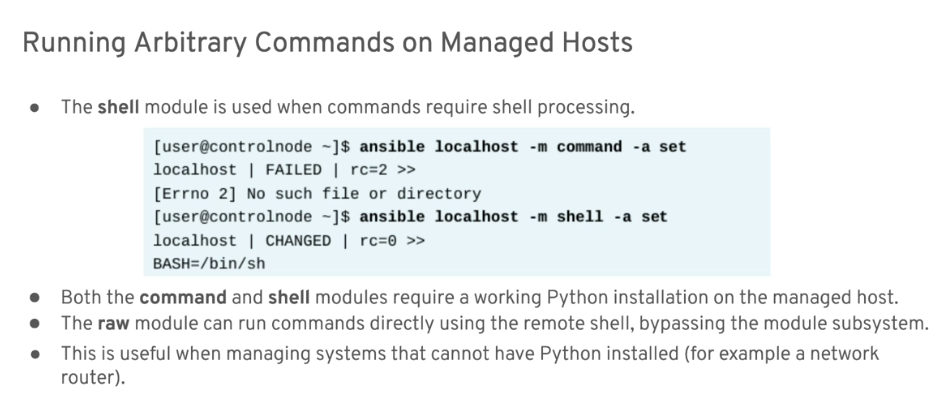 Running Arbitrary Commands on Managed Hosts
● The shell module is used when commands require shell processing.
[user@controlnode ~]$ ansible localhost -m command -a set
localhost | FAILED | rc=2 >>
[Errno 2] No such file or directory
[user@controlnode ~]$ ansible localhost -m shell -a set
localhost | CHANGED | rc=0 >>
BASH=/bin/sh
● Both the command and shell modules require a working Python installation on the managed host.
● The raw module can run commands directly using the remote shell, bypassing the module subsystem.
● This is useful when managing systems that cannot have Python installed (for example a network
router).